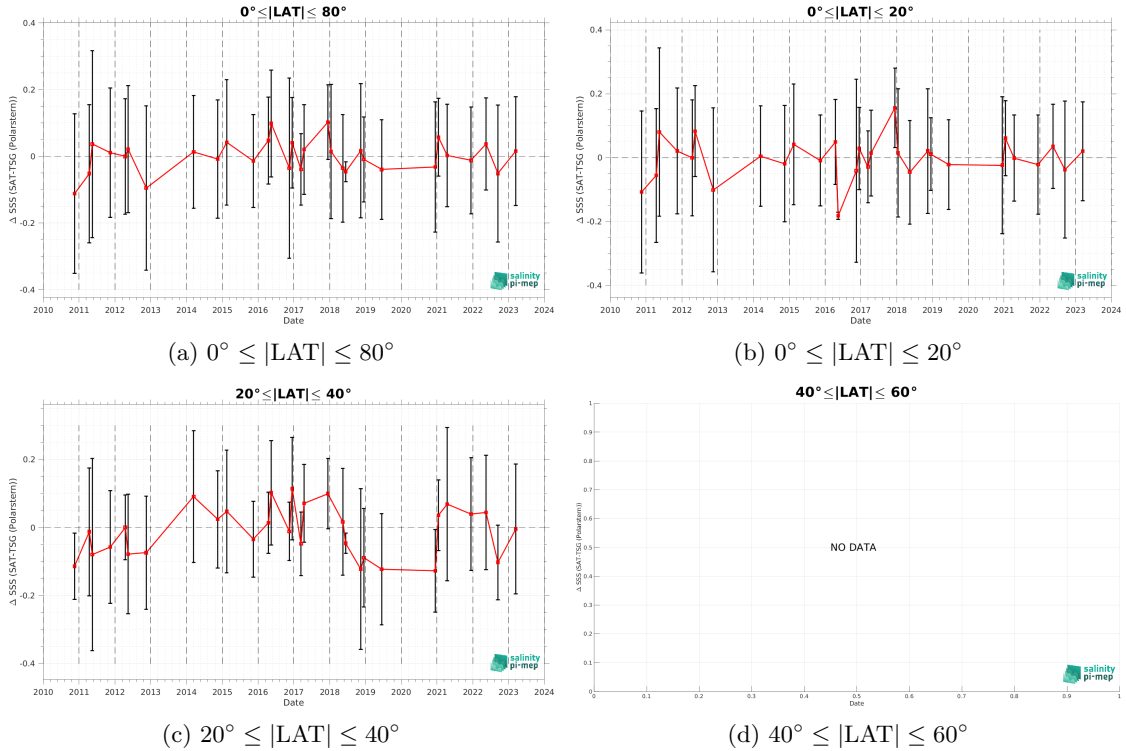 0°≤|LAT|≤ 80°
Δ SSS (SAT-TSG (Polarstern))
0.4
0.2
0
-0.2
-0.4
2010 2011 2012 2013 2014 2015 2016 2017 2018 2019 2020 2021 2022 2023 2024
Date
salinity
pi-mep
(a) 0° ≤ |LAT| ≤ 80°
0°≤|LAT|≤ 20°
Δ SSS (SAT-TSG (Polarstern))
0.4
0.2
0
-0.2
-0.4
2010 2011 2012 2013 2014 2015 2016 2017 2018 2019 2020 2021 2022 2023 2024
Date
salinity
pi-mep
(b) 0° ≤ |LAT| ≤ 20°
20°≤|LAT|≤ 40°
Δ SSS (SAT-TSG (Polarstern))
0.2
0
-0.2
-0.4
2010 2011 2012 2013 2014 2015 2016 2017 2018 2019 2020 2021 2022 2023 2024
Date
salinity
pi-mep
(c) 20° ≤ |LAT| ≤ 40°
40°≤|LAT|≤ 60°
Δ SSS (SAT-TSG (Polarstern))
1
0.9
0.8
0.7
0.6
0.5
0.4
0.3
0.2
0.1
0
NO DATA
0 0.1 0.2 0.3 0.4 0.5 0.6 0.7 0.8 0.9 1
Date
salinity
pi-mep
(d) 40° ≤ |LAT| ≤ 60°